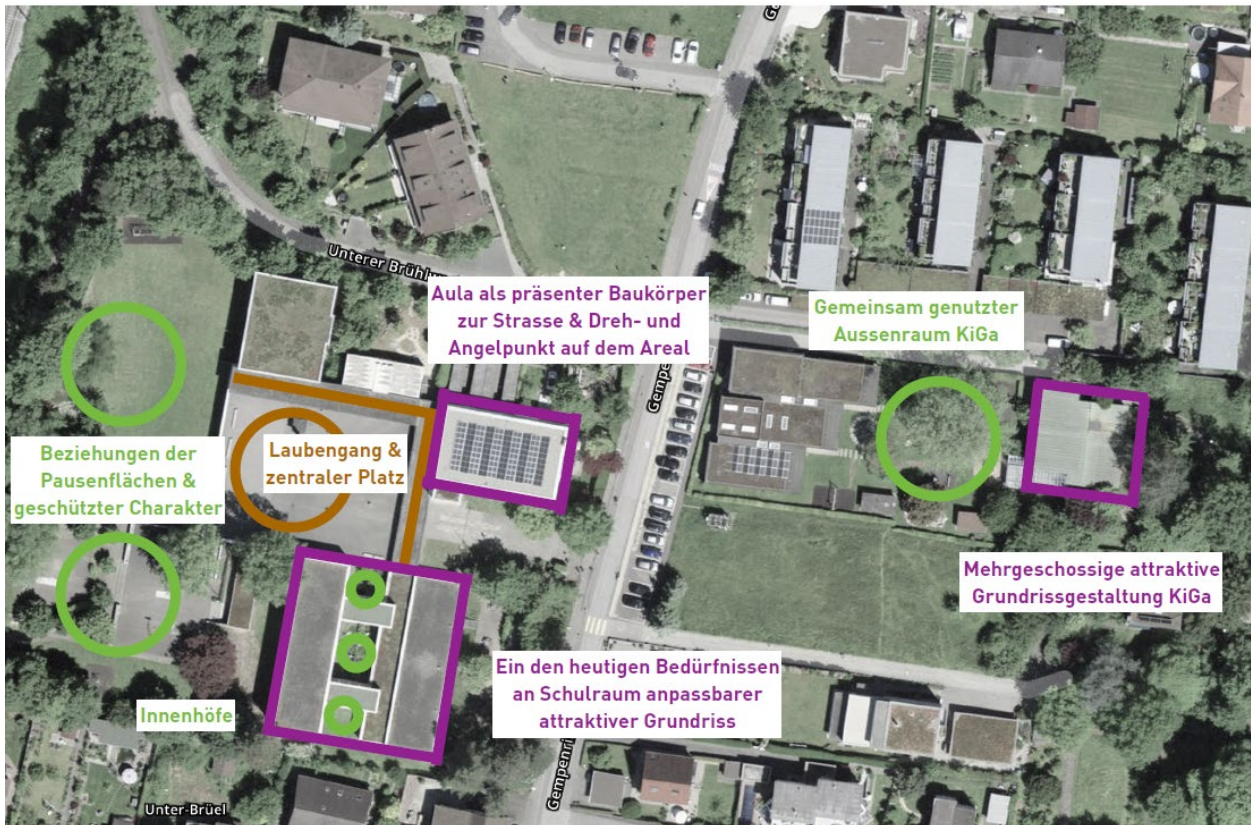 Ge
Unterer Brühlw
Aula als präsenter Baukörper
zur Strasse & Dreh- und
Angelpunkt auf dem Areal
Gemeinsam genutzter
Aussenraum KiGa
Gempe
Beziehungen der
Pausenflächen &
geschützter Charakter
Laubengang &
zentraler Platz
Mehrgeschossige attraktive
Grundrissgestaltung KiGa
Ein den heutigen Bedürfnissen
an Schulraum anpassbarer
attraktiver Grundriss
Innenhöfe
Gempenri
Unter Brüel